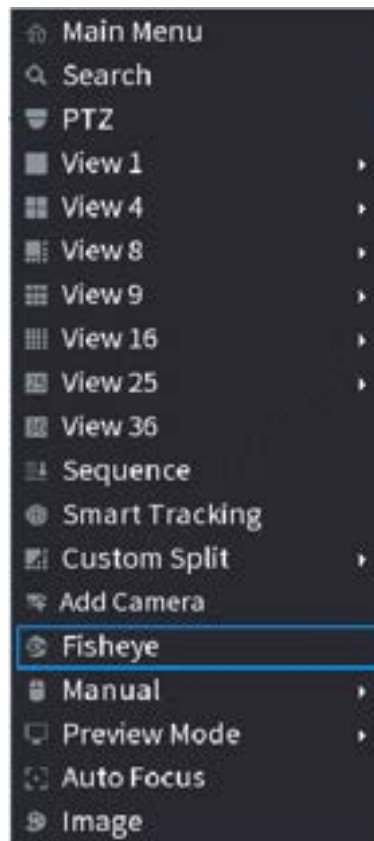 Main Menu
Search
PTZ
View 1
View 4
View 8
View 9
View 16
View 25
View 36
Sequence
Smart Tracking
Custom Split
Add Camera
Fisheye
Manual
Preview Mode
Auto Focus
Image